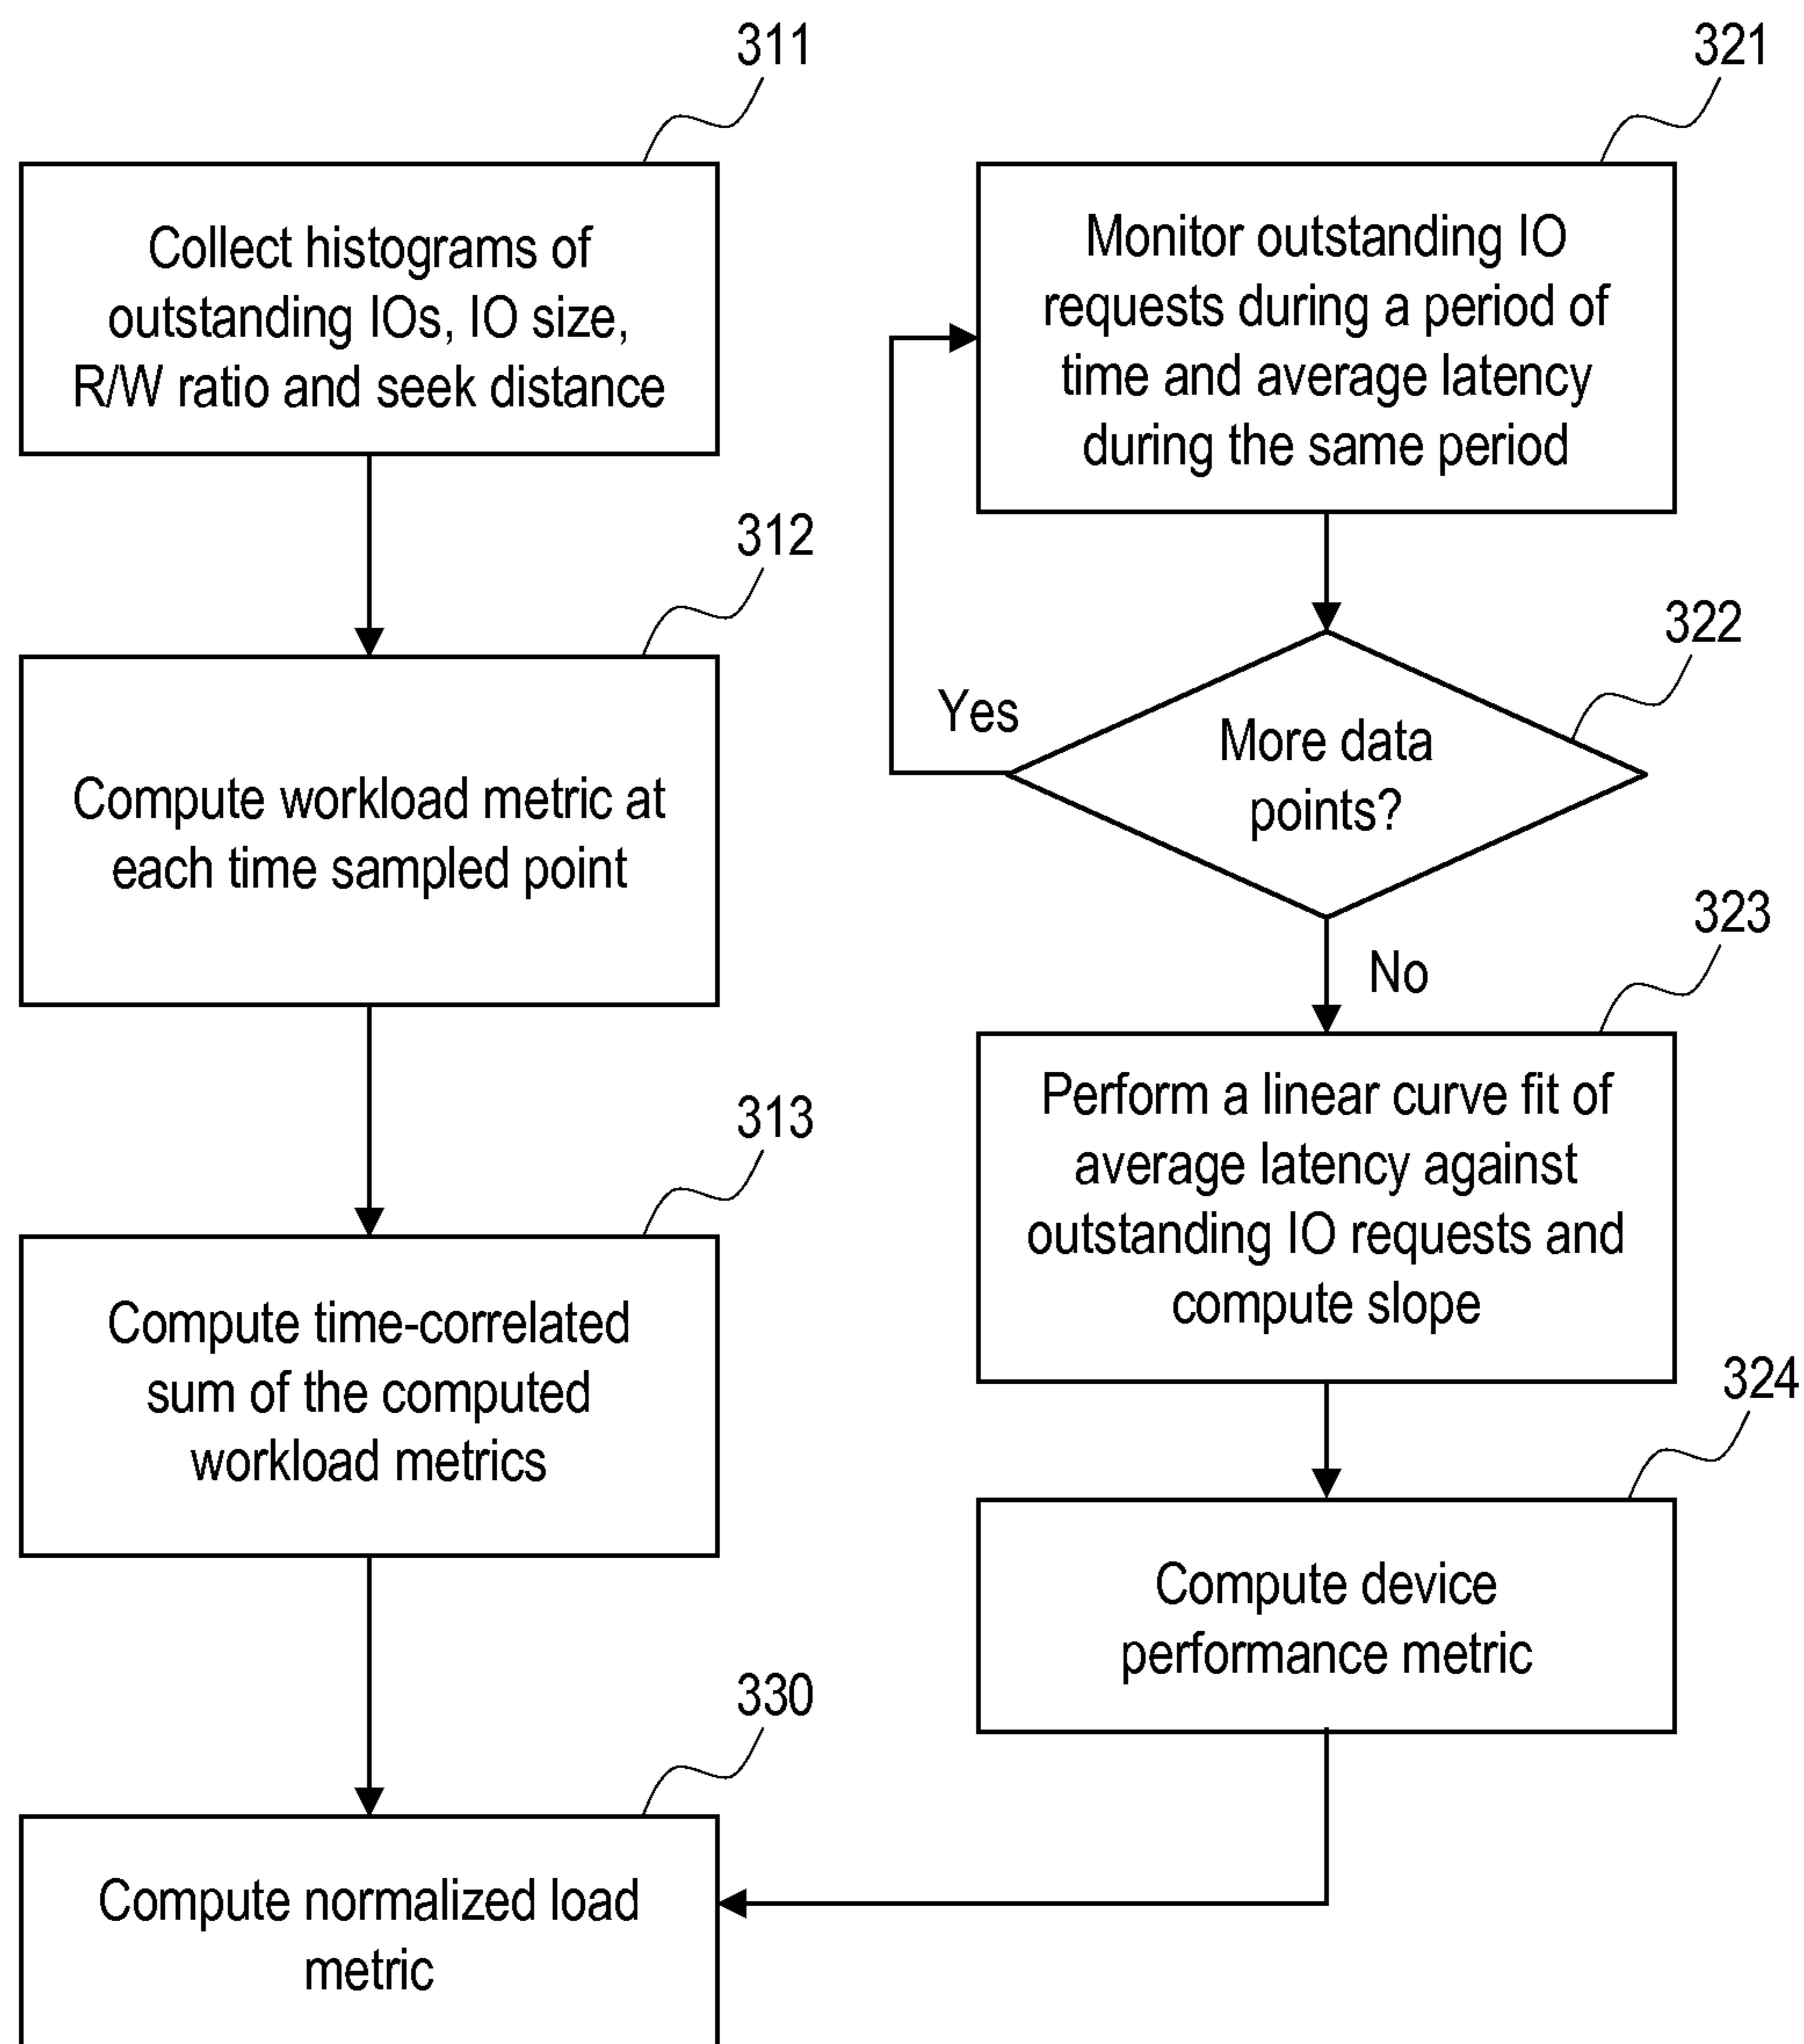 311
Collect histograms of
outstanding IOs, IO size,
R/W ratio and seek distance
312
Compute workload metric at
each time sampled point
313
Compute time-correlated
sum of the computed
workload metrics
330
Compute normalized load
metric
321
Monitor outstanding IO
requests during a period of
time and average latency
during the same period
322
Yes
More data
points?
No
323
Perform a linear curve fit of
average latency against
outstanding IO requests and
compute slope
324
Compute device
performance metric